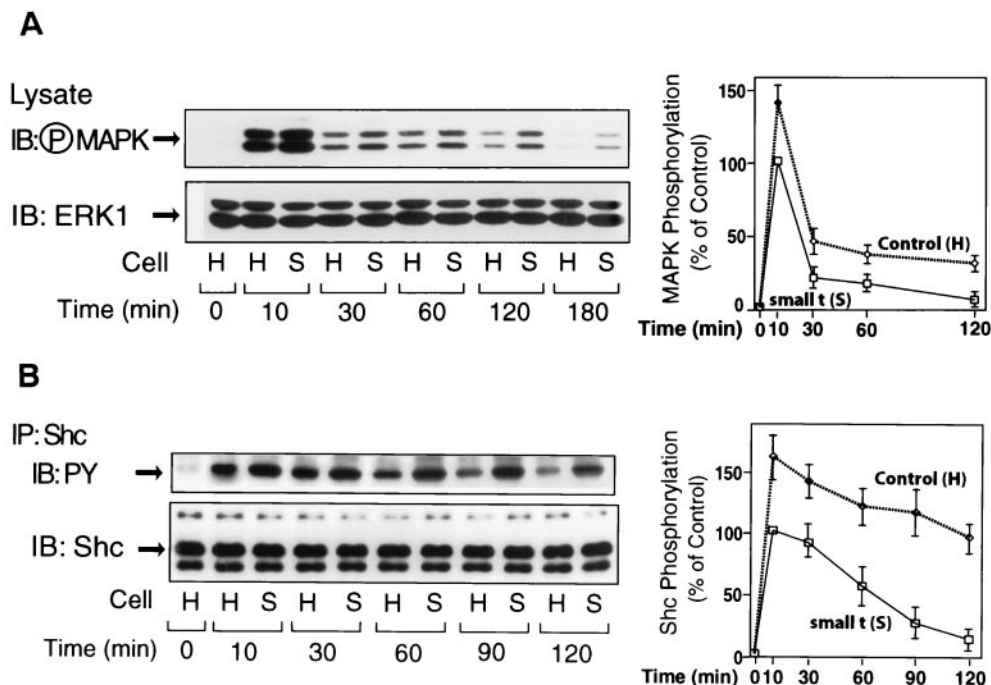 A
Lysate
IB: Ⓟ MAPK
IB: ERK1
Cell H H S H S H S H S H S
Time (min) 0 10 30 60 120 180
MAPK Phosphorylation
(% of Control)
150
100
50
0
Control (H)
small t (S)
Time (min) 0 10 30 60 120
B
IP: Shc
IB: PY
IB: Shc
Cell H H S H S H S H S H S
Time (min) 0 10 30 60 90 120
Shc Phosphorylation
(% of Control)
150
100
50
0
Control (H)
small t (S)
Time (min) 0 10 30 60 90 120